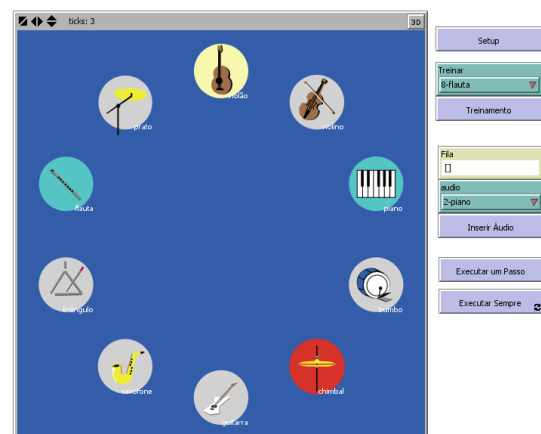 ticks: 3
3D
violão
violino
prato
piano
flauta
bumbo
triângulo
chimbal
saxofone
guitarra
Setup
Treinar
8-flauta
Treinamento
Fila
[]
audio
2-piano
Inserir Áudio
Executar um Passo
Executar Sempre